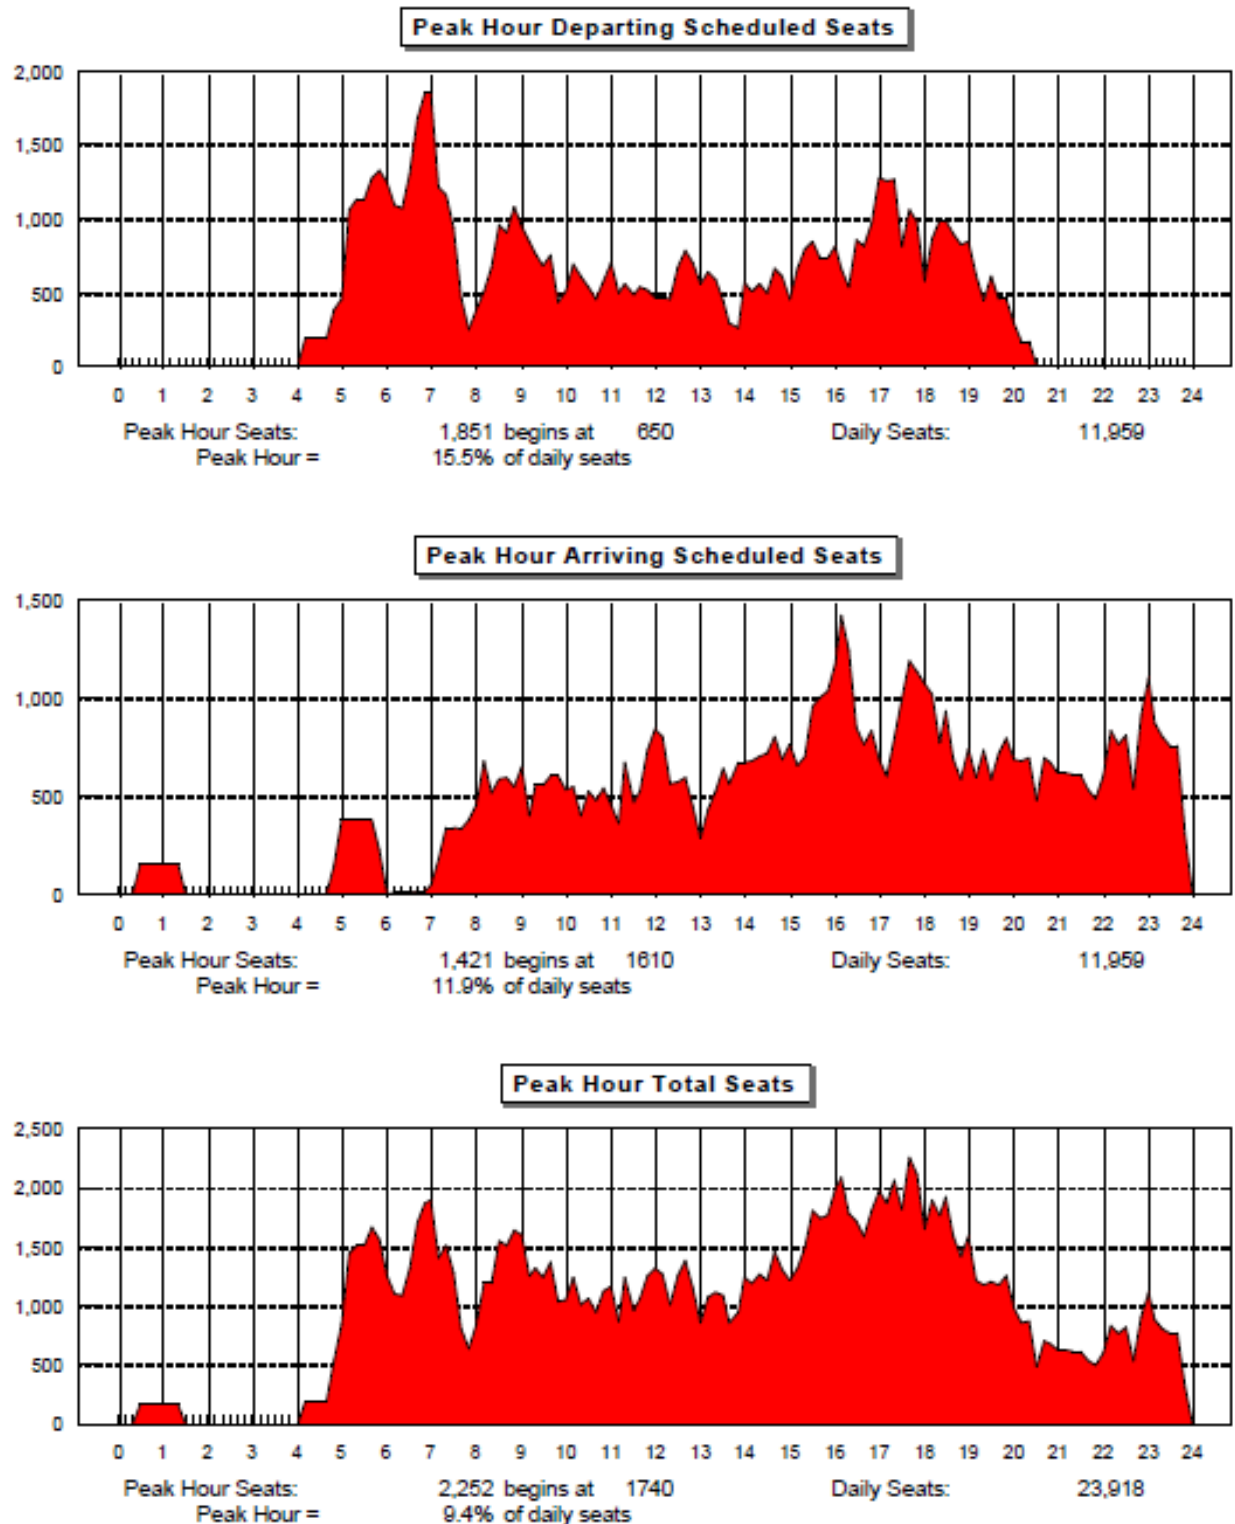 Peak Hour Departing Scheduled Seats
2,000
1,500
1,000
500
0
0 1 2 3 4 5 6 7 8 9 10 11 12 13 14 15 16 17 18 19 20 21 22 23 24
Peak Hour Seats: 1,851 begins at 650 Daily Seats: 11,959
Peak Hour = 15.5% of daily seats
Peak Hour Arriving Scheduled Seats
1,500
1,000
500
0
0 1 2 3 4 5 6 7 8 9 10 11 12 13 14 15 16 17 18 19 20 21 22 23 24
Peak Hour Seats: 1,421 begins at 1610 Daily Seats: 11,959
Peak Hour = 11.9% of daily seats
Peak Hour Total Seats
2,500
2,000
1,500
1,000
500
0
0 1 2 3 4 5 6 7 8 9 10 11 12 13 14 15 16 17 18 19 20 21 22 23 24
Peak Hour Seats: 2,252 begins at 1740 Daily Seats: 23,918
Peak Hour = 9.4% of daily seats